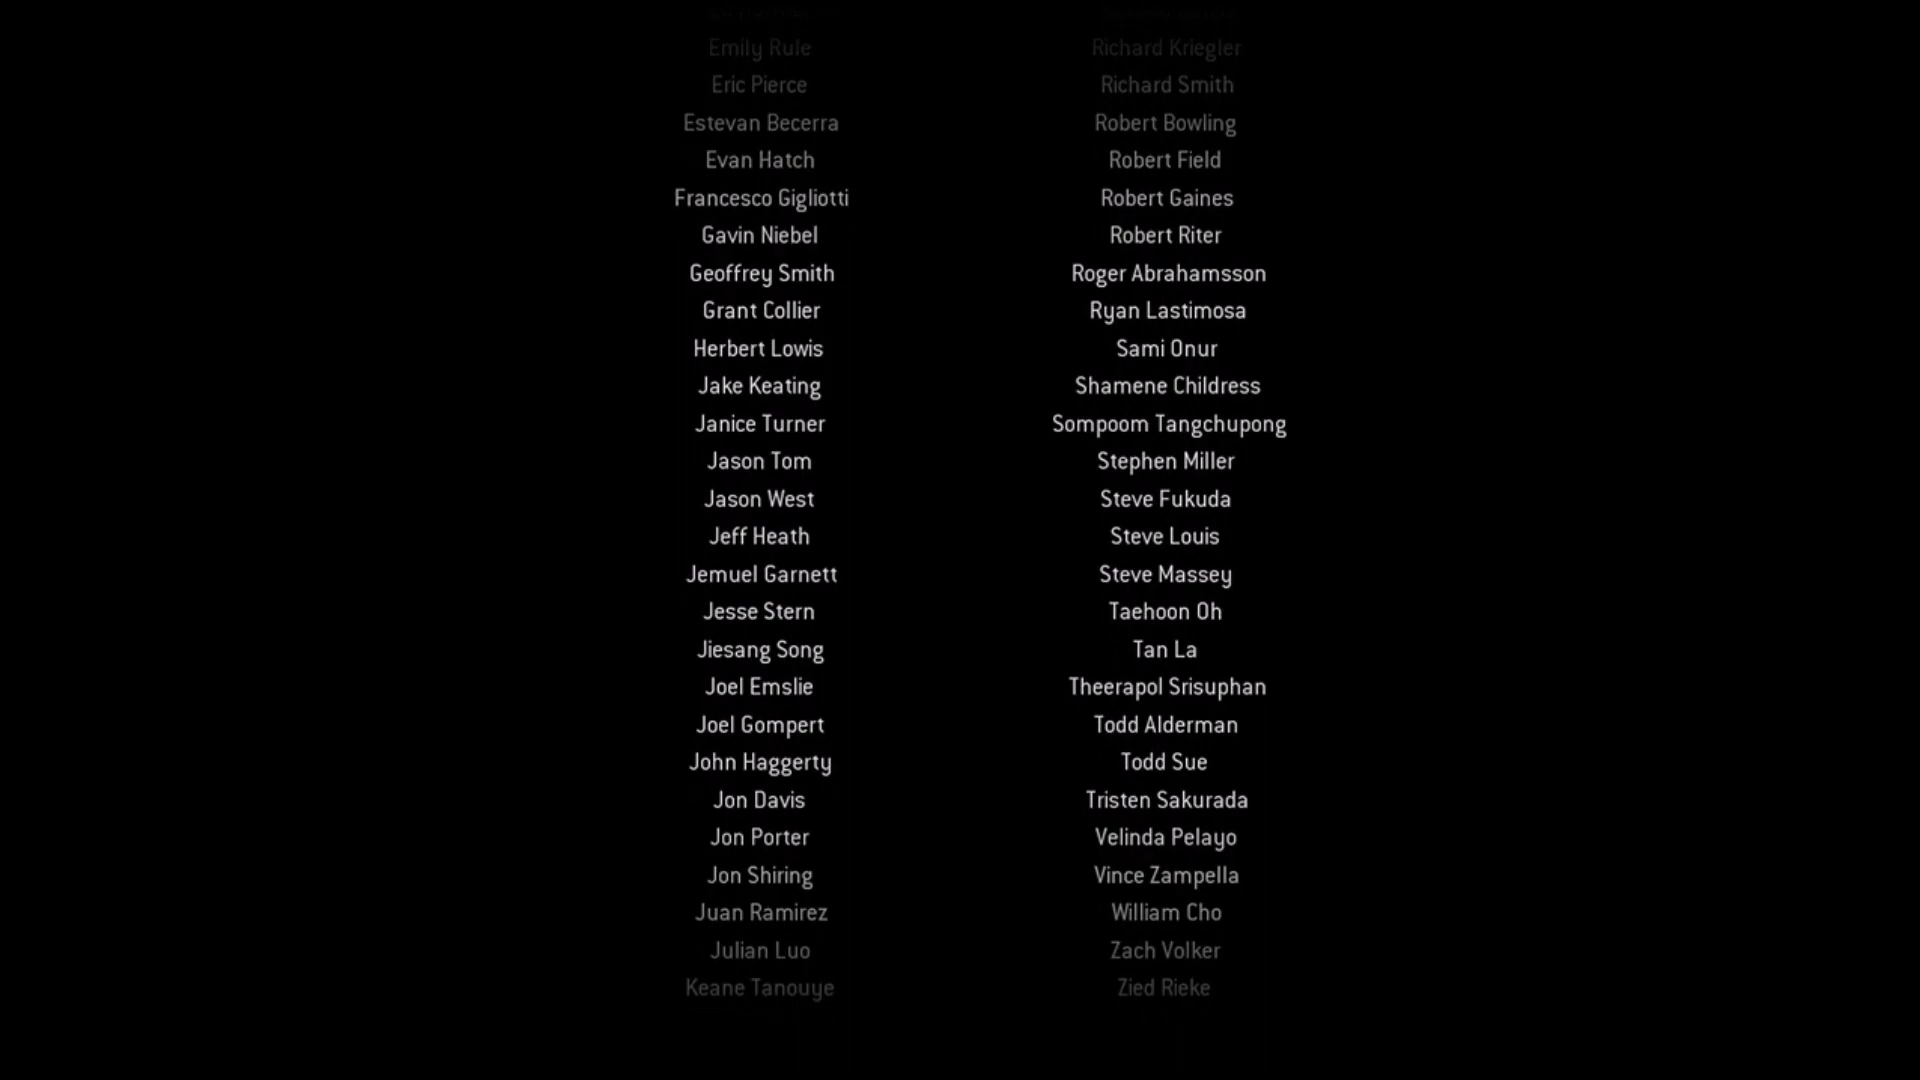 Emily Rule
Eric Pierce
Estevan Becerra
Evan Hatch
Francesco Gigliotti
Gavin Niebel
Geoffrey Smith
Grant Collier
Herbert Lowis
Jake Keating
Janice Turner
Jason Tom
Jason West
Jeff Heath
Jemuel Garnett
Jesse Stern
Jiesang Song
Joel Emslie
Joel Gompert
John Haggerty
Jon Davis
Jon Porter
Jon Shiring
Juan Ramirez
Julian Luo
Keane Tanouye
Richard Kriegler
Richard Smith
Robert Bowling
Robert Field
Robert Gaines
Robert Riter
Roger Abrahamsson
Ryan Lastimosa
Sami Onur
Shamene Childress
Sompoom Tangchupong
Stephen Miller
Steve Fukuda
Steve Louis
Steve Massey
Taehoon Oh
Tan La
Theerapol Srisuphan
Todd Alderman
Todd Sue
Tristen Sakurada
Velinda Pelayo
Vince Zampella
William Cho
Zach Volker
Zied Rieke